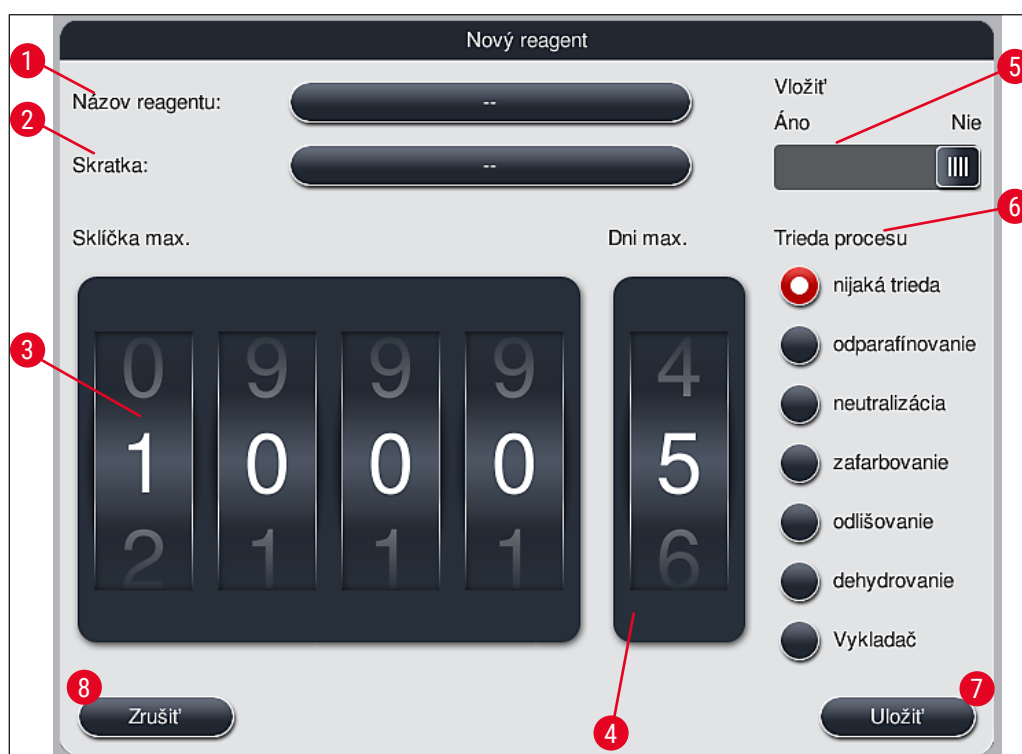 Nový reagent
1
Názov reagentu:
--
Vložiť
5
2
Áno
Nie
Skratka:
--
6
Sklíčka max.
Dni max.
Trieda procesu
nijaká trieda
3
0 9 9 9
4
odparafínovanie
neutralizácia
1 0 0 0
5
zafarbovanie
odlišovanie
2 1 1 1
6
dehydrovanie
Vykladač
8
7
Zrušiť
4
Uložiť